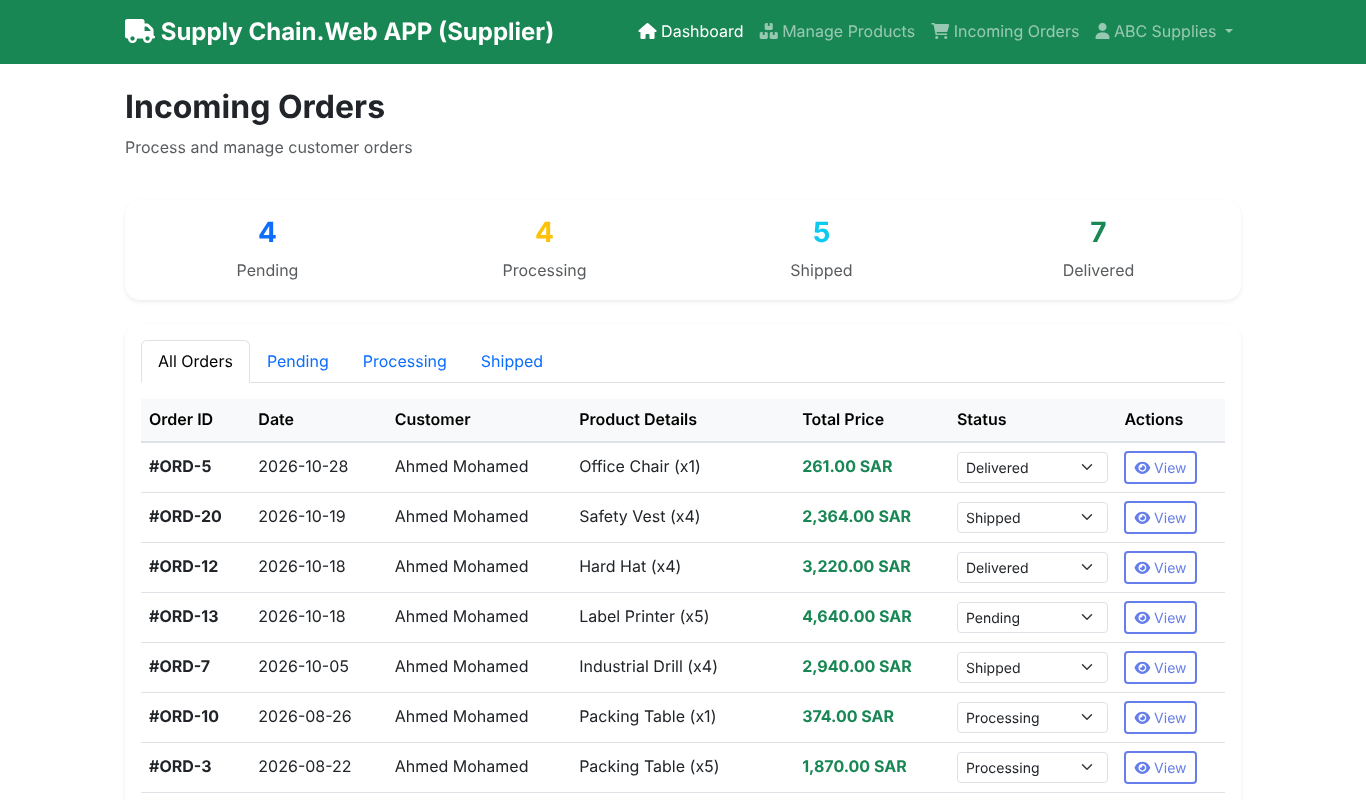 Supply Chain.Web APP (Supplier) Dashboard Manage Products Incoming Orders ABC Supplies
Incoming Orders
Process and manage customer orders
4 4 5 7
Pending Processing Shipped Delivered
All Orders Pending Processing Shipped
Order ID Date Customer Product Details Total Price Status Actions
#ORD-5 2026-10-28 Ahmed Mohamed Office Chair (x1) 261.00 SAR Delivered View
#ORD-20 2026-10-19 Ahmed Mohamed Safety Vest (x4) 2,364.00 SAR Shipped View
#ORD-12 2026-10-18 Ahmed Mohamed Hard Hat (x4) 3,220.00 SAR Delivered View
#ORD-13 2026-10-18 Ahmed Mohamed Label Printer (x5) 4,640.00 SAR Pending View
#ORD-7 2026-10-05 Ahmed Mohamed Industrial Drill (x4) 2,940.00 SAR Shipped View
#ORD-10 2026-08-26 Ahmed Mohamed Packing Table (x1) 374.00 SAR Processing View
#ORD-3 2026-08-22 Ahmed Mohamed Packing Table (x5) 1,870.00 SAR Processing View